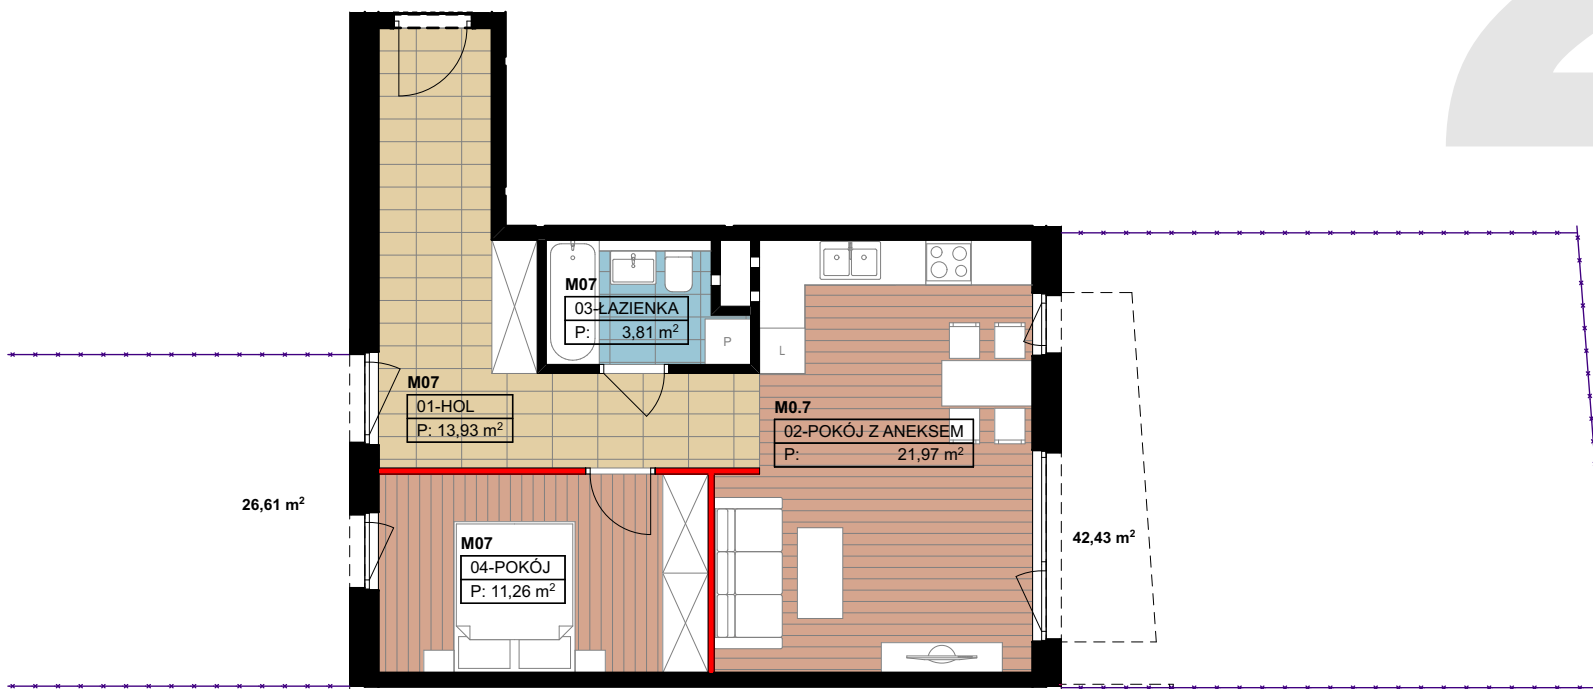 M07
03-ŁAZIENKA
P: 3,81 m²
P
L
M07
01-HOL
P: 13,93 m²
M0.7
02-POKÓJ Z ANEKSEM
P: 21,97 m²
26,61 m²
42,43 m²
M07
04-POKÓJ
P: 11,26 m²